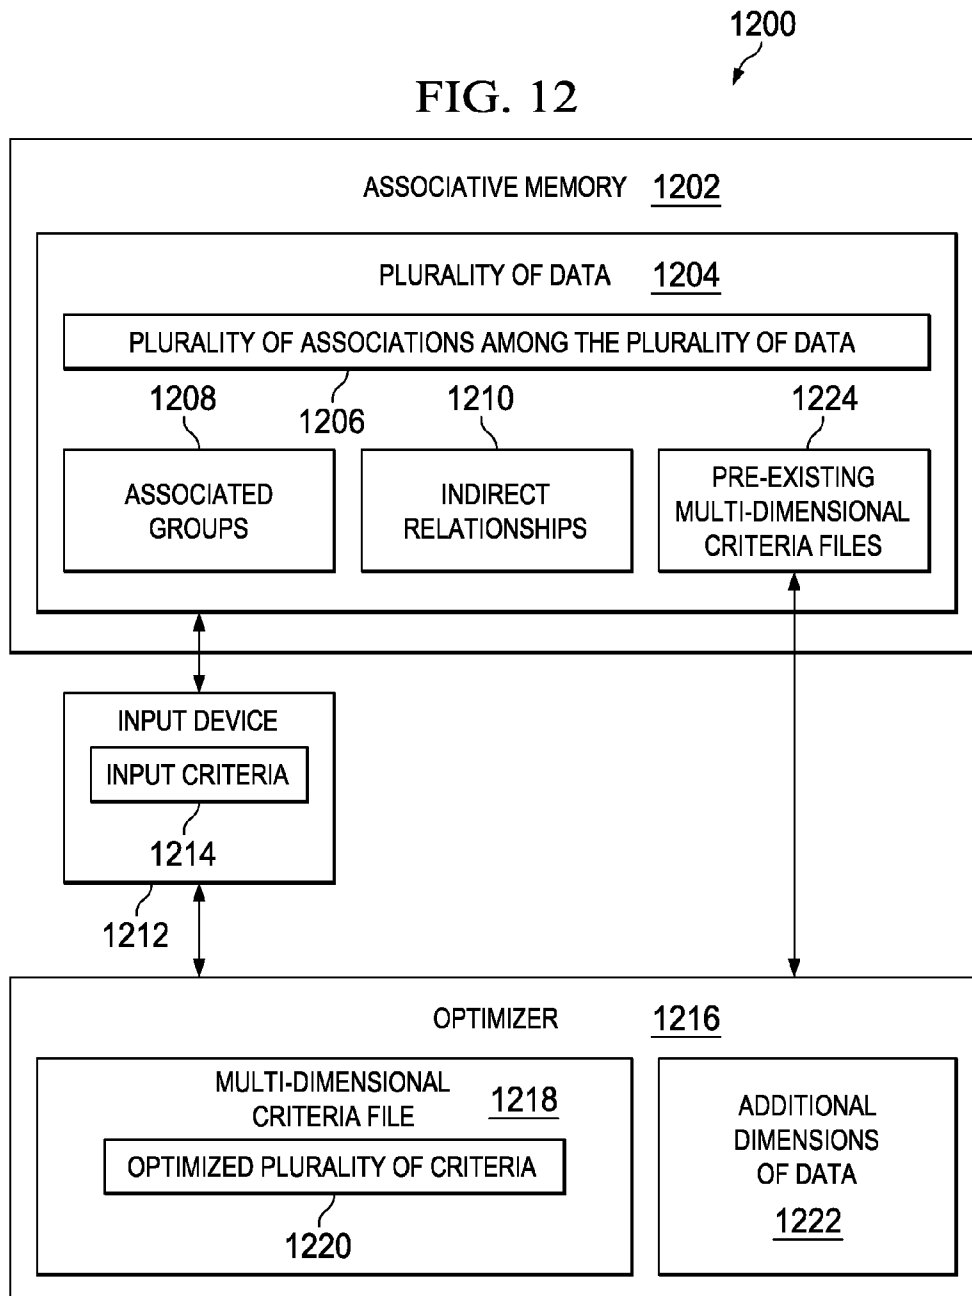 1200
FIG. 12
ASSOCIATIVE MEMORY 1202
PLURALITY OF DATA 1204
PLURALITY OF ASSOCIATIONS AMONG THE PLURALITY OF DATA
1208
1206
1210
1224
ASSOCIATED
GROUPS
INDIRECT
RELATIONSHIPS
PRE-EXISTING
MULTI-DIMENSIONAL
CRITERIA FILES
INPUT DEVICE
INPUT CRITERIA
1214
1212
OPTIMIZER 1216
MULTI-DIMENSIONAL
CRITERIA FILE
1218
OPTIMIZED PLURALITY OF CRITERIA
1220
ADDITIONAL
DIMENSIONS
OF DATA
1222